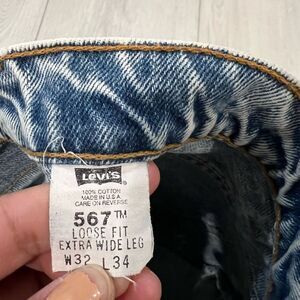 Levi's
100% COTTON
MADE IN U.S.A.
CARE ON REVERSE
567™
LOOSE FIT
EXTRA WIDE LEG
W32 L34